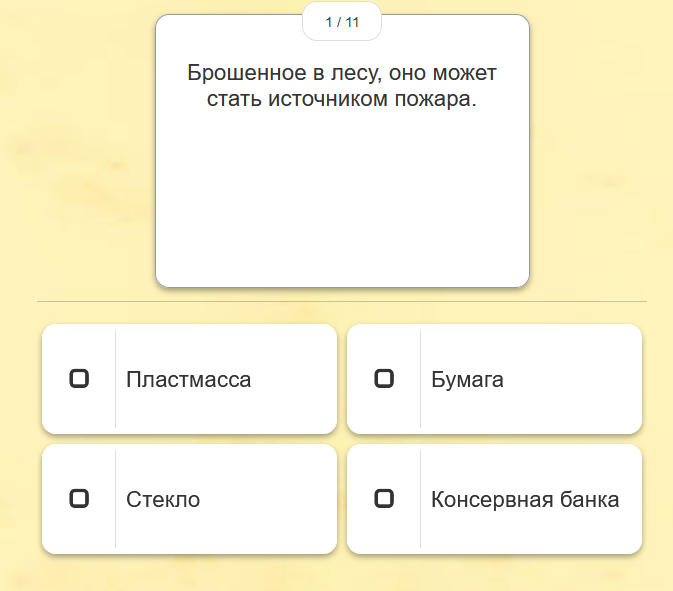 1 / 11
Брошенное в лесу, оно может
стать источником пожара.
Пластмасса
Бумага
Стекло
Консервная банка